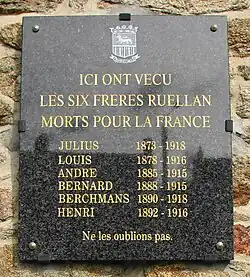 ICI ONT VECU
LES SIX FRERES RUELLAN
MORTS POUR LA FRANCE
JULIUS 1873 - 1918
LOUIS 1878 - 1916
ANDRE 1885 - 1915
BERNARD 1888 - 1915
BERCHMANS 1890 - 1918
HENRI 1892 - 1916
Ne les oublions pas.